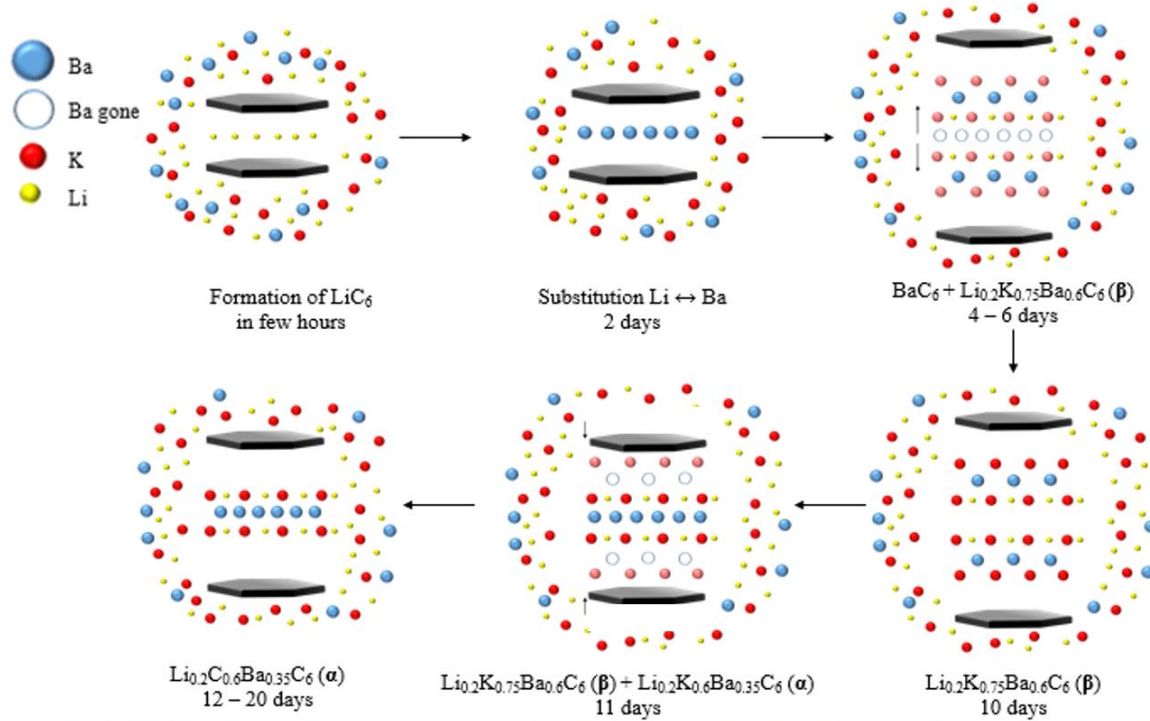 Ba
Ba gone
K
Li
Formation of LiC₆
in few hours
Substitution Li ↔ Ba
2 days
BaC₆ + Li₀.₂K₀.₇₅Ba₀.₆C₆ (β)
4 – 6 days
Li₀.₂C₀.₆Ba₀.₃₅C₆ (α)
12 – 20 days
Li₀.₂K₀.₇₅Ba₀.₆C₆ (β) + Li₀.₂K₀.₆Ba₀.₃₅C₆ (α)
11 days
Li₀.₂K₀.₇₅Ba₀.₆C₆ (β)
10 days